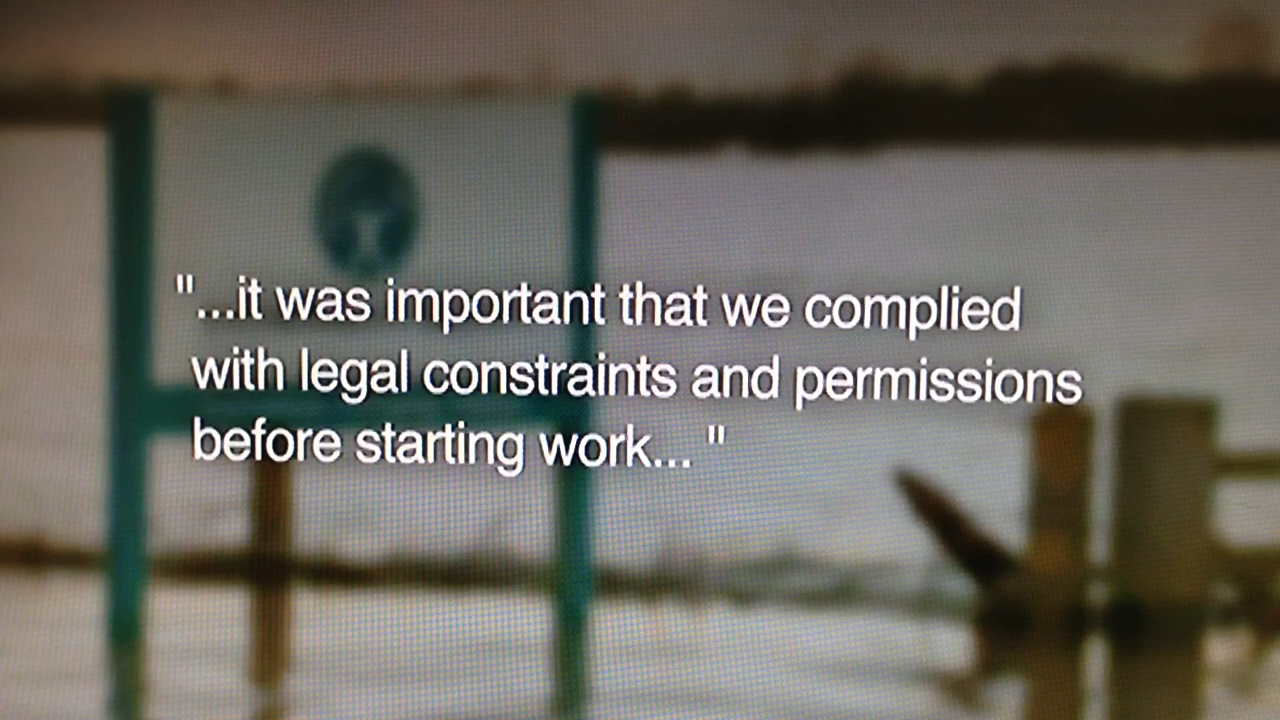 "...it was important that we complied
with legal constraints and permissions
before starting work... "